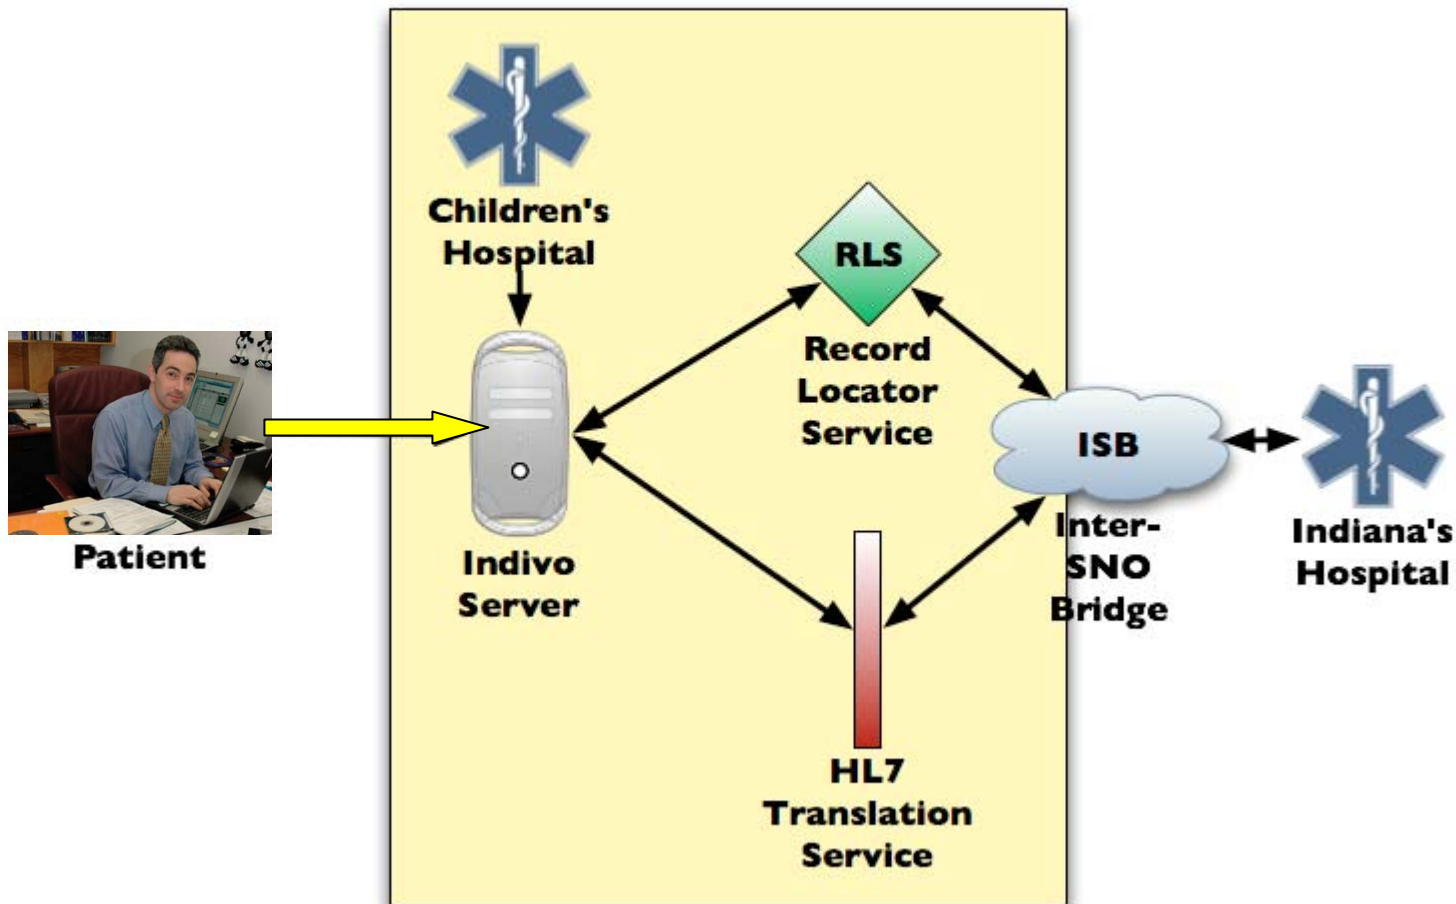 Children's
Hospital
RLS
Record
Locator
Service
ISB
Inter-
SNO
Bridge
Indiana's
Hospital
Patient
Indivo
Server
HL7
Translation
Service